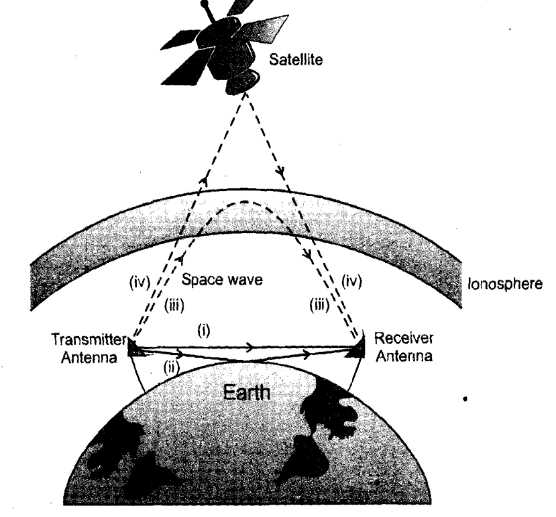 Satellite
(iv)
Space wave
(iv)
(iii)
(iii)
Ionosphere
Transmitter
Antenna
(i)
Receiver
Antenna
(ii)
Earth